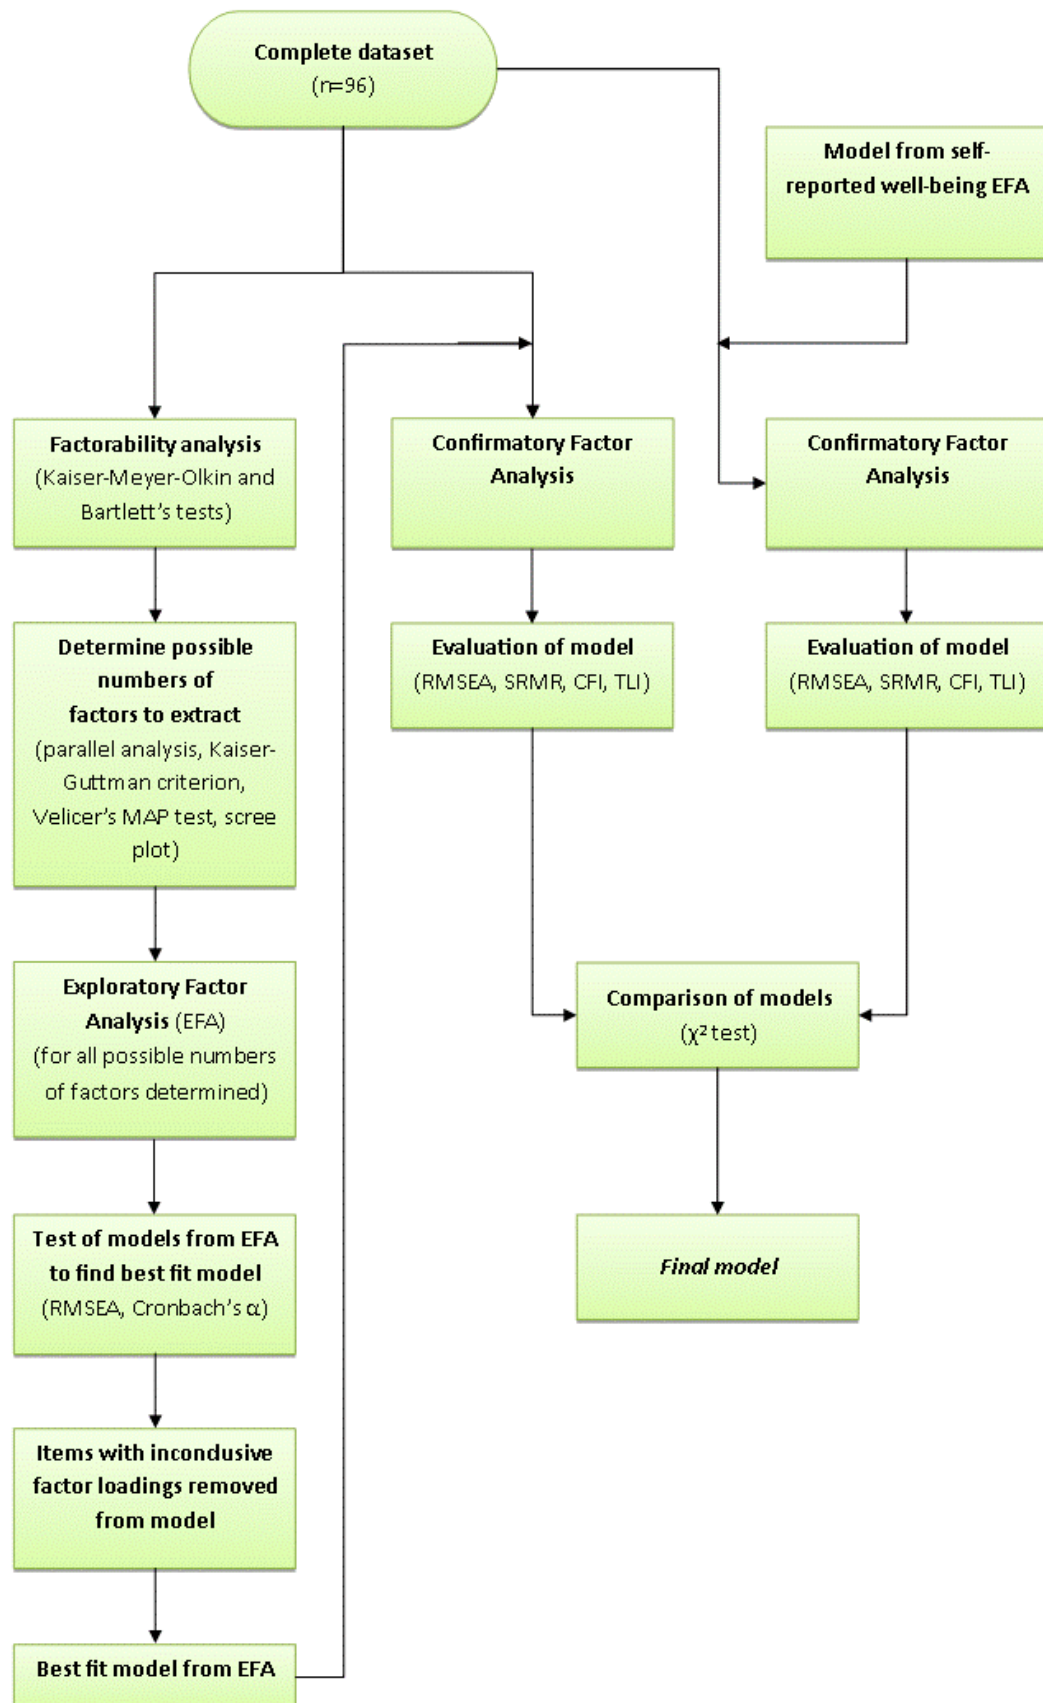 Complete dataset
(n=96)
Model from self-
reported well-being EFA
Factorability analysis
(Kaiser-Meyer-Olkin and
Bartlett's tests)
Confirmatory Factor
Analysis
Confirmatory Factor
Analysis
Determine possible
numbers of
factors to extract
(parallel analysis, Kaiser-
Guttman criterion,
Velicer's MAP test, scree
plot)
Evaluation of model
(RMSEA, SRMR, CFI, TLI)
Evaluation of model
(RMSEA, SRMR, CFI, TLI)
Exploratory Factor
Analysis (EFA)
(for all possible numbers
of factors determined)
Comparison of models
(χ² test)
Test of models from EFA
to find best fit model
(RMSEA, Cronbach's α)
Final model
Items with inconclusive
factor loadings removed
from model
Best fit model from EFA